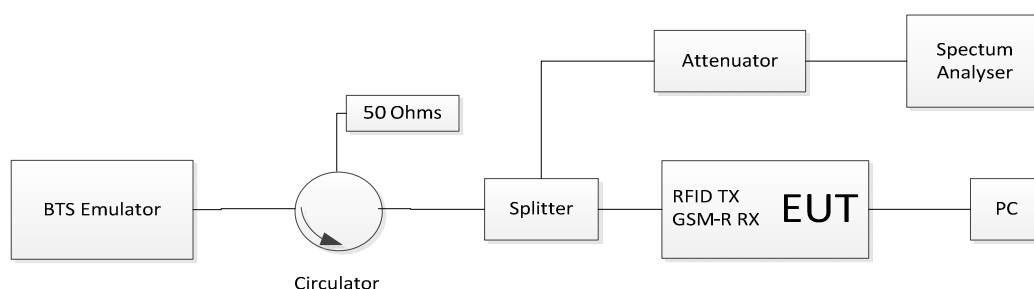 Spectum
Analyser
Attenuator
50 Ohms
BTS Emulator
Splitter
RFID TX
GSM-R RX
EUT
PC
Circulator